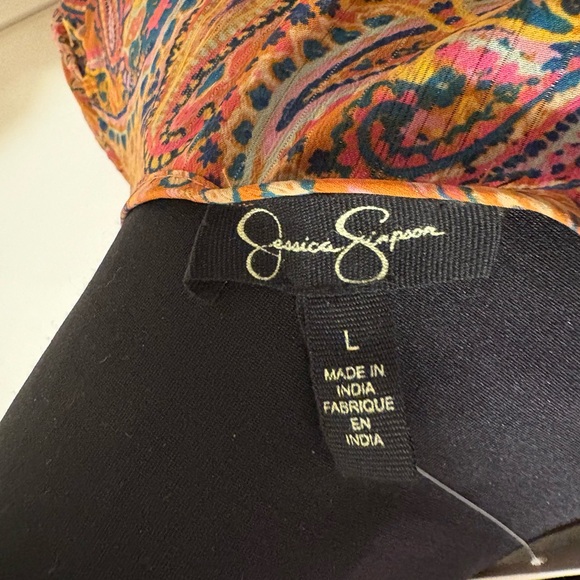 Jessica Simpson
L
MADE IN
INDIA
FABRIQUE
EN
INDIA